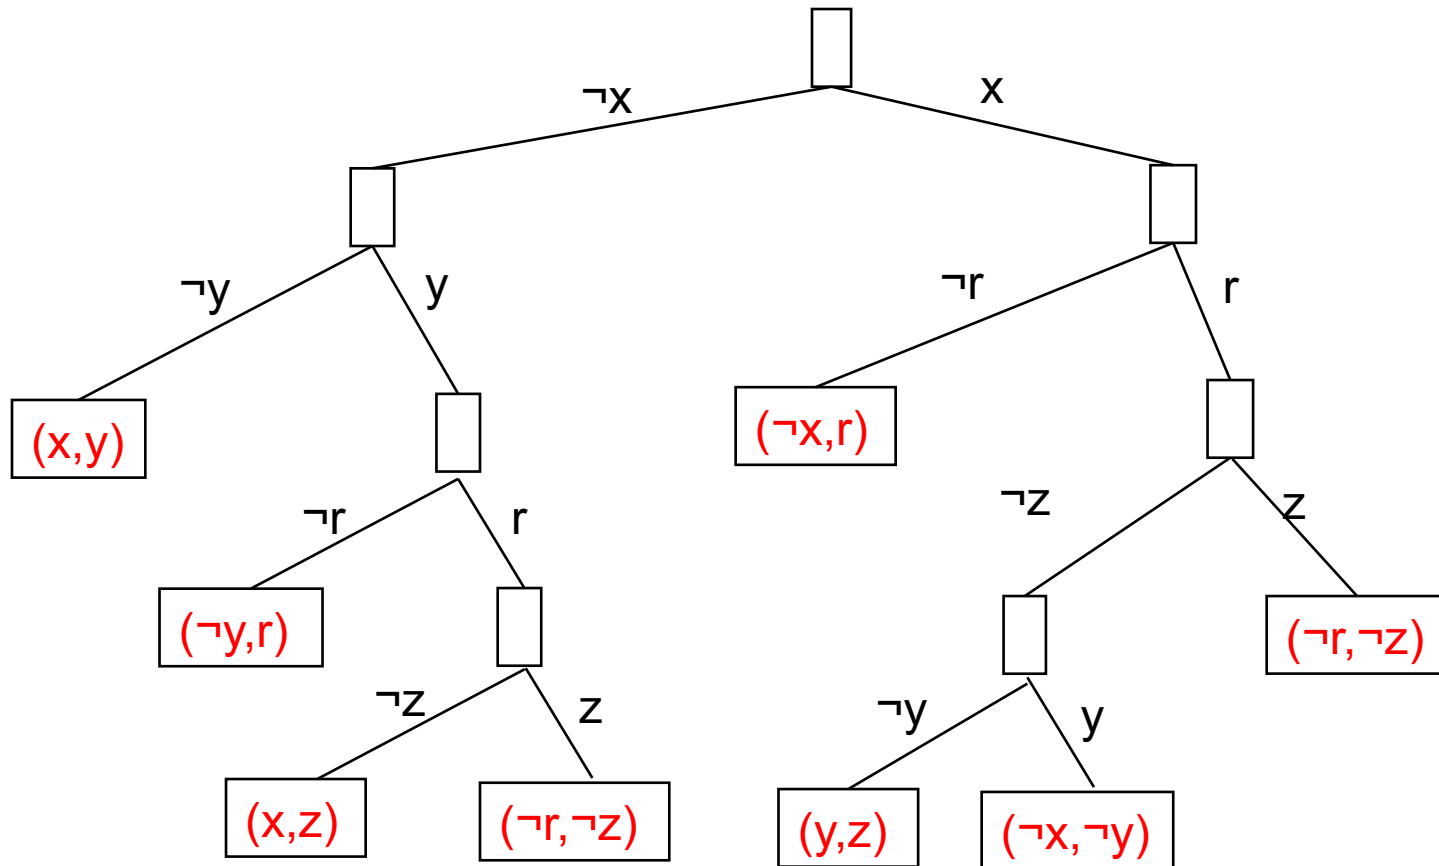 ¬x
x
¬y
y
¬r
r
(x,y)
(¬x,r)
¬r
r
¬z
z
(¬y,r)
(¬r,¬z)
¬z
z
¬y
y
(x,z)
(¬r,¬z)
(y,z)
(¬x,¬y)